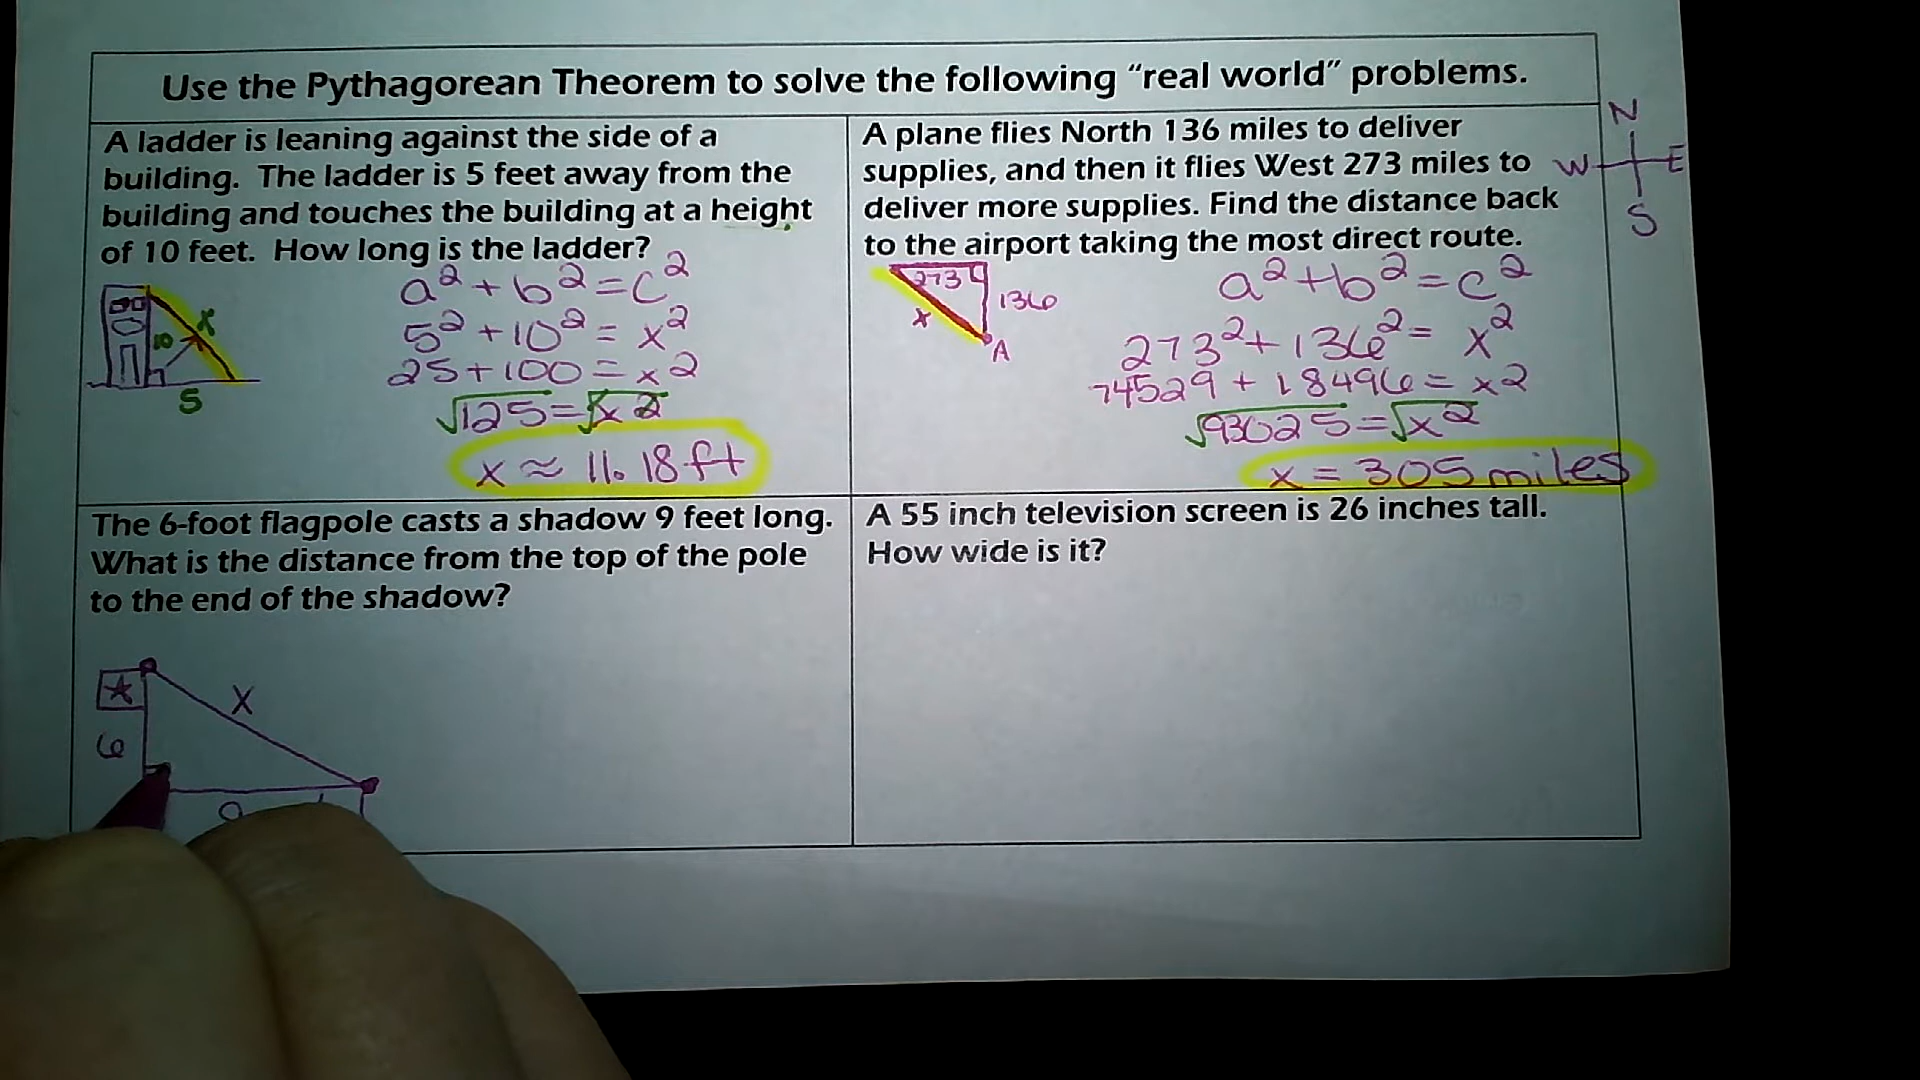 Use the Pythagorean Theorem to solve the following “real world” problems.
A ladder is leaning against the side of a
building. The ladder is 5 feet away from the
building and touches the building at a height
of 10 feet. How long is the ladder?
a² + b² = c²
5² + 10² = x²
25 + 100 = x²
√125 = √x²
x ≈ 11.18 ft
x
10
5
A plane flies North 136 miles to deliver
supplies, and then it flies West 273 miles to
deliver more supplies. Find the distance back
to the airport taking the most direct route.
N
W E
S
273
136
x
A
a² + b² = c²
273² + 136² = x²
74529 + 18496 = x²
√93025 = √x²
x = 305 miles
The 6-foot flagpole casts a shadow 9 feet long.
What is the distance from the top of the pole
to the end of the shadow?
x
6
A 55 inch television screen is 26 inches tall.
How wide is it?